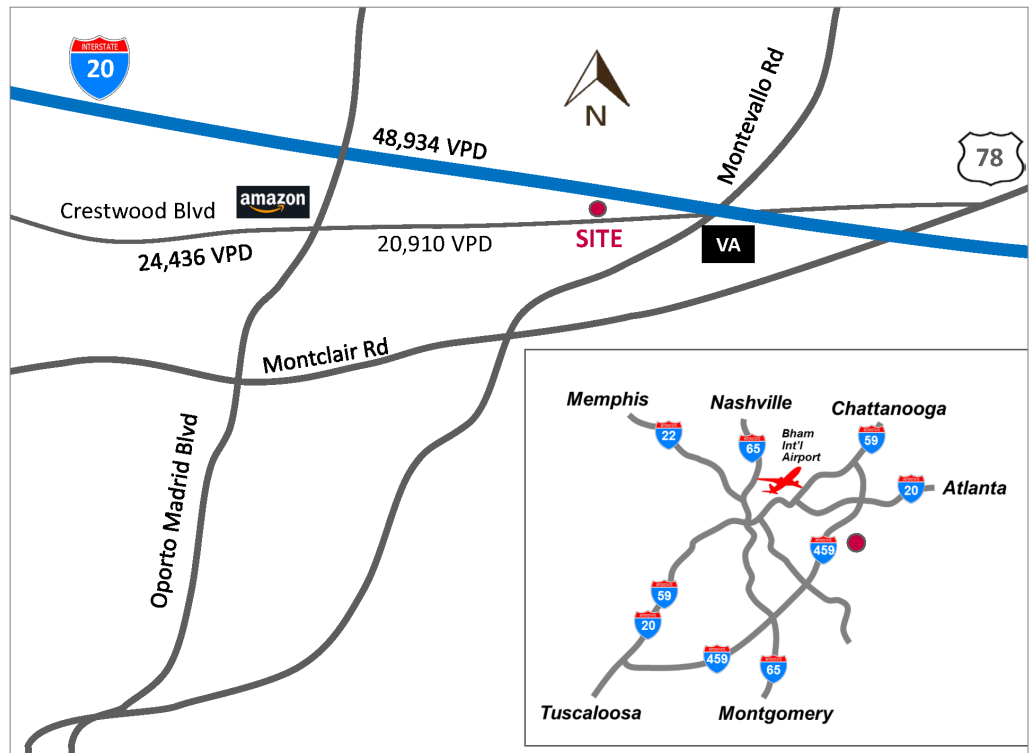 INTERSTATE
20
48,934 VPD
N
Montevallo Rd
78
Crestwood Blvd
amazon
24,436 VPD
20,910 VPD
SITE
VA
Montclair Rd
Oporto Madrid Blvd
Memphis
Nashville
Chattanooga
22
65
Bham
Int'l
Airport
59
20
Atlanta
459
59
20
459
65
Tuscaloosa
Montgomery